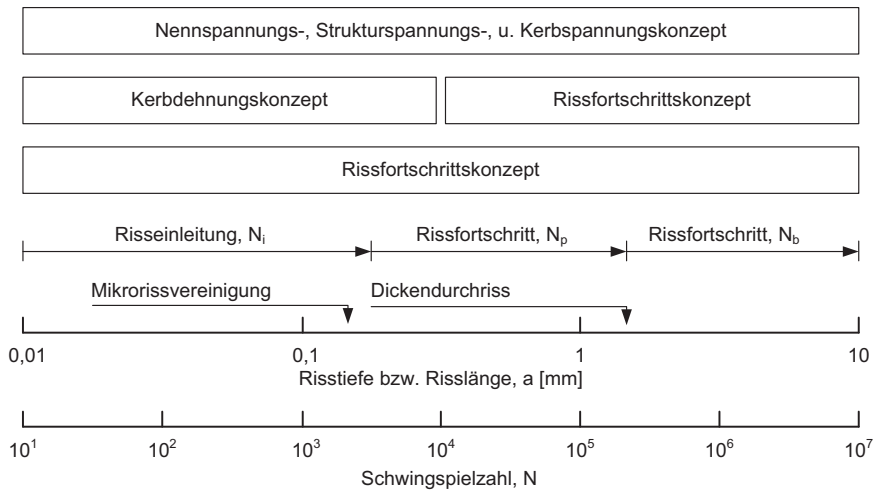 Nennspannungs-, Strukturspannungs-, u. Kerbspannungskonzept
Kerbdehnungskonzept Rissfortschrittskonzept
Rissfortschrittskonzept
Risseinleitung, Nᵢ Rissfortschritt, Nₚ Rissfortschritt, N_b
Mikrorissvereinigung Dickendurchriss
0,01 0,1 1 10
Risstiefe bzw. Risslänge, a [mm]
10¹ 10² 10³ 10⁴ 10⁵ 10⁶ 10⁷
Schwingspielzahl, N